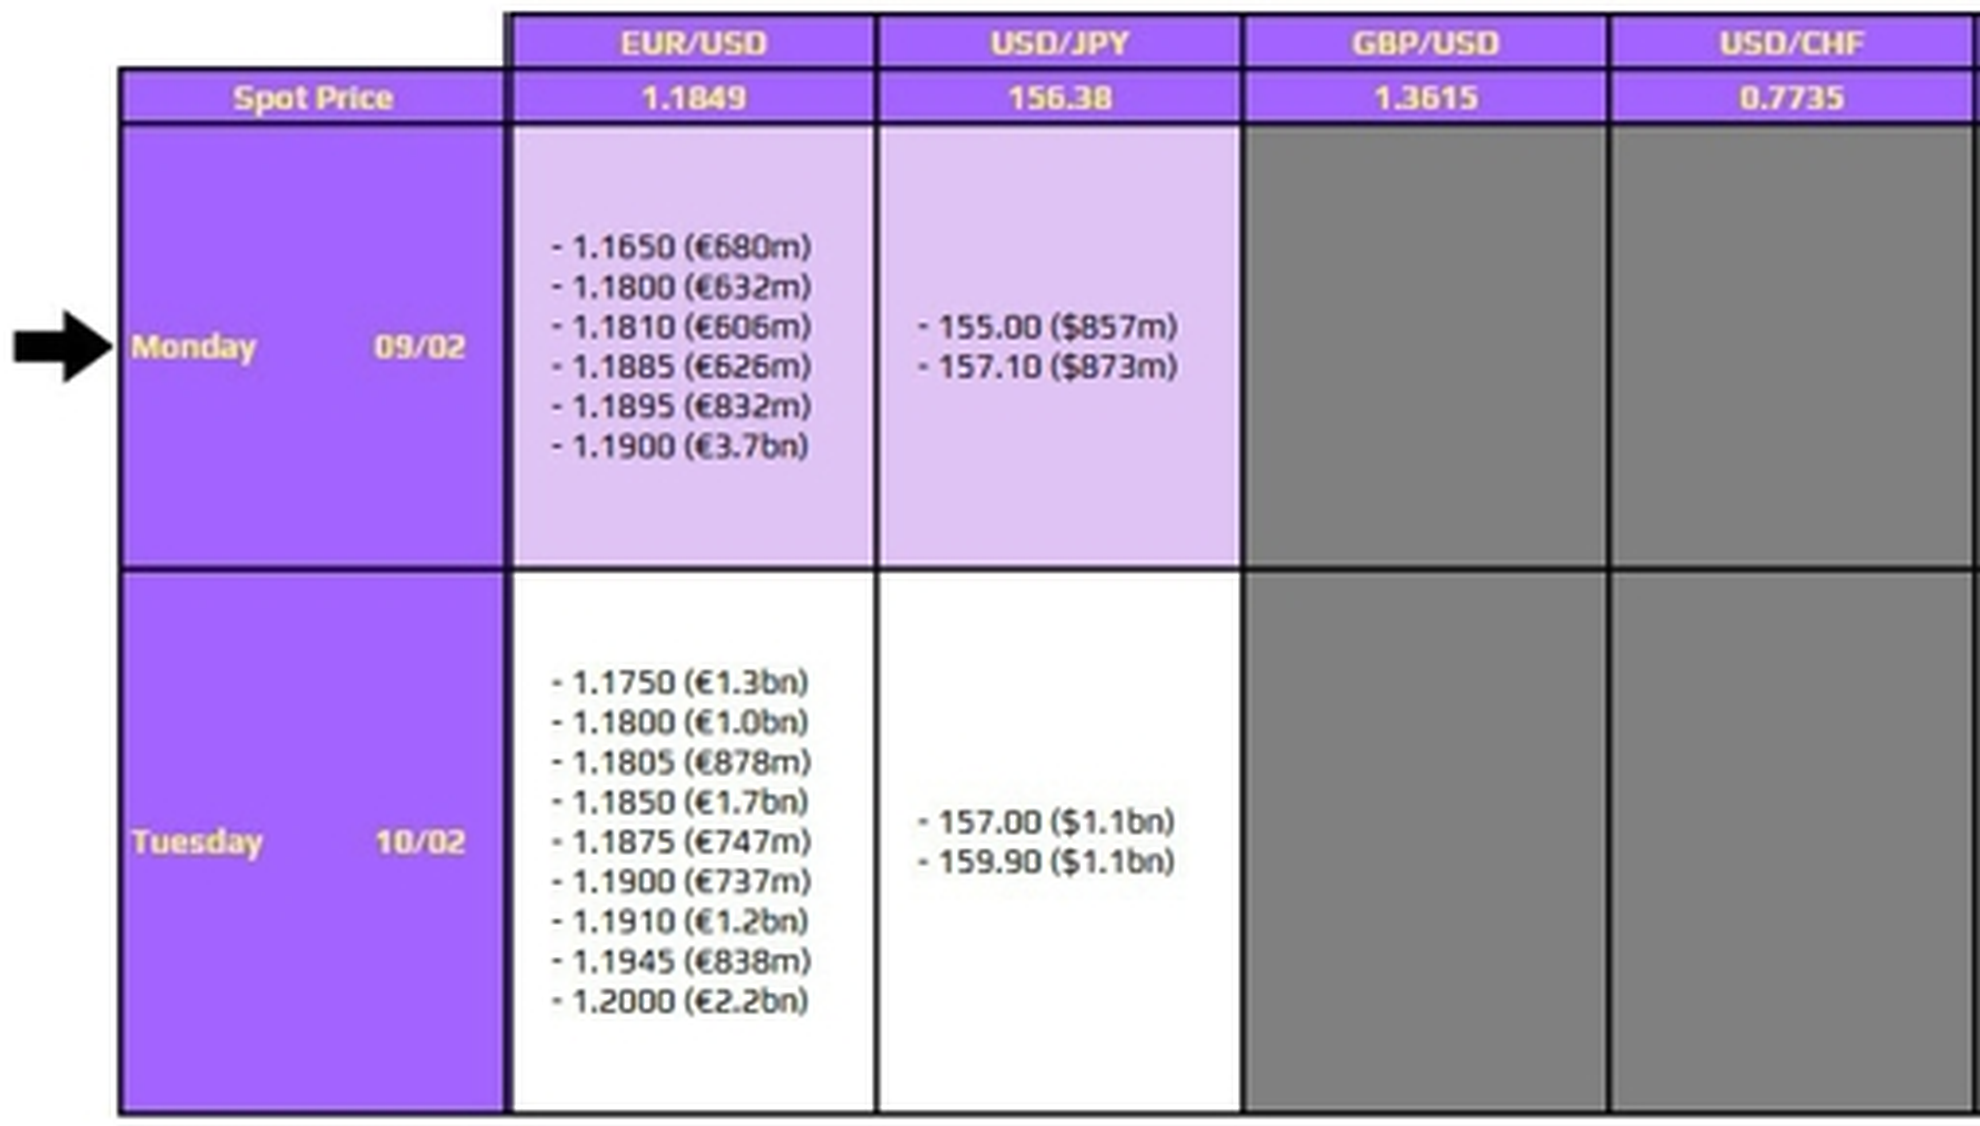 EUR/USD USD/JPY GBP/USD USD/CHF
Spot Price 1.1849 156.38 1.3615 0.7735
Monday 09/02
- 1.1650 (€680m)
- 1.1800 (€632m)
- 1.1810 (€606m)
- 1.1885 (€626m)
- 1.1895 (€832m)
- 1.1900 (€3.7bn)
- 155.00 ($857m)
- 157.10 ($873m)
Tuesday 10/02
- 1.1750 (€1.3bn)
- 1.1800 (€1.0bn)
- 1.1805 (€878m)
- 1.1850 (€1.7bn)
- 1.1875 (€747m)
- 1.1900 (€737m)
- 1.1910 (€1.2bn)
- 1.1945 (€838m)
- 1.2000 (€2.2bn)
- 157.00 ($1.1bn)
- 159.90 ($1.1bn)